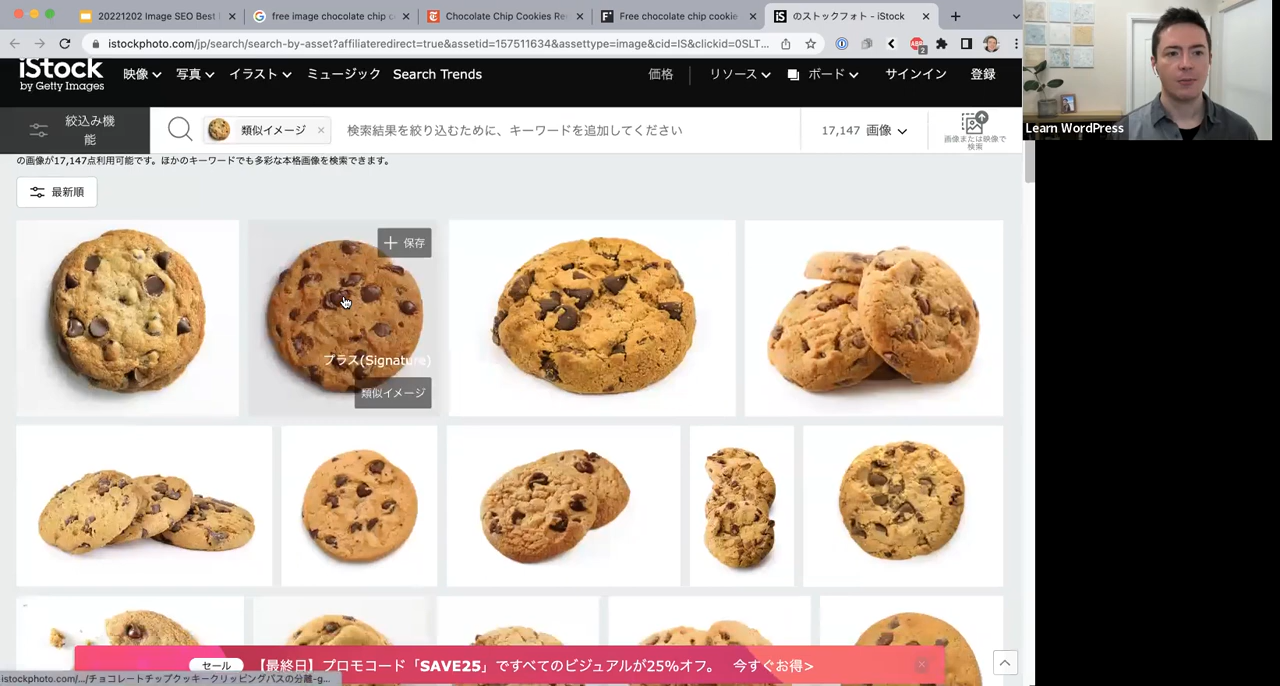 20221202 Image SEO Best
free image chocolate chip c
Chocolate Chip Cookies Re
Free chocolate chip cookie
のストックフォト - iStock
istockphoto.com/jp/search/search-by-asset?affiliateredirect=true&assetid=157511634&assettype=image&cid=IS&clickid=0SLT...
iStock
by Getty Images
映像
写真
イラスト
ミュージック
Search Trends
価格
リソース
ボード
サインイン
登録
Learn WordPress
絞込み機
能
類似イメージ
検索結果を絞り込むために、キーワードを追加してください
17,147 画像
画像または映像で
検索
の画像が17,147点利用可能です。ほかのキーワードでも多彩な本格画像を検索できます。
最新順
保存
プラス(Signature)
類似イメージ
セール
【最終日】プロモコード「SAVE25」ですべてのビジュアルが25%オフ。 今すぐお得>
istockphoto.com/.../チョコレートチップクッキークリッピングパスの分離-g...